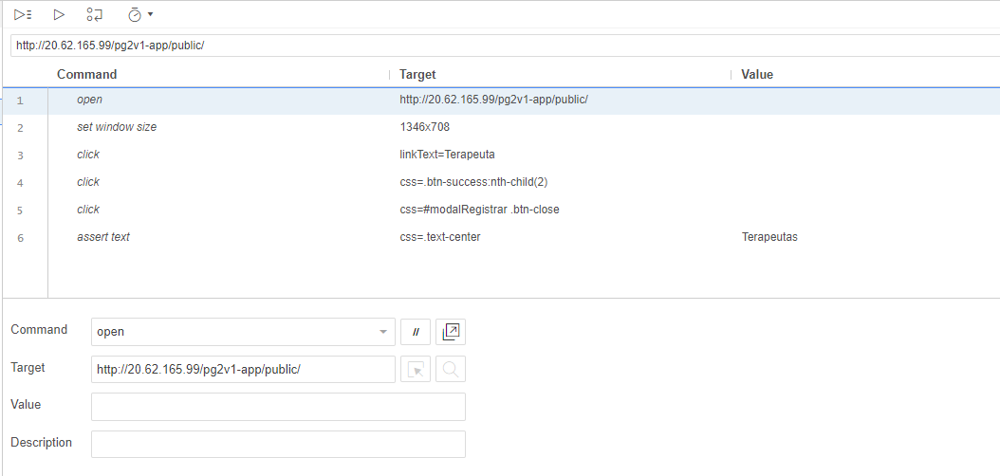 http://20.62.165.99/pg2v1-app/public/
Command Target Value
1 open http://20.62.165.99/pg2v1-app/public/
2 set window size 1346x708
3 click linkText=Terapeuta
4 click css=.btn-success:nth-child(2)
5 click css=#modalRegistrar .btn-close
6 assert text css=.text-center Terapeutas
Command open //
Target http://20.62.165.99/pg2v1-app/public/
Value
Description